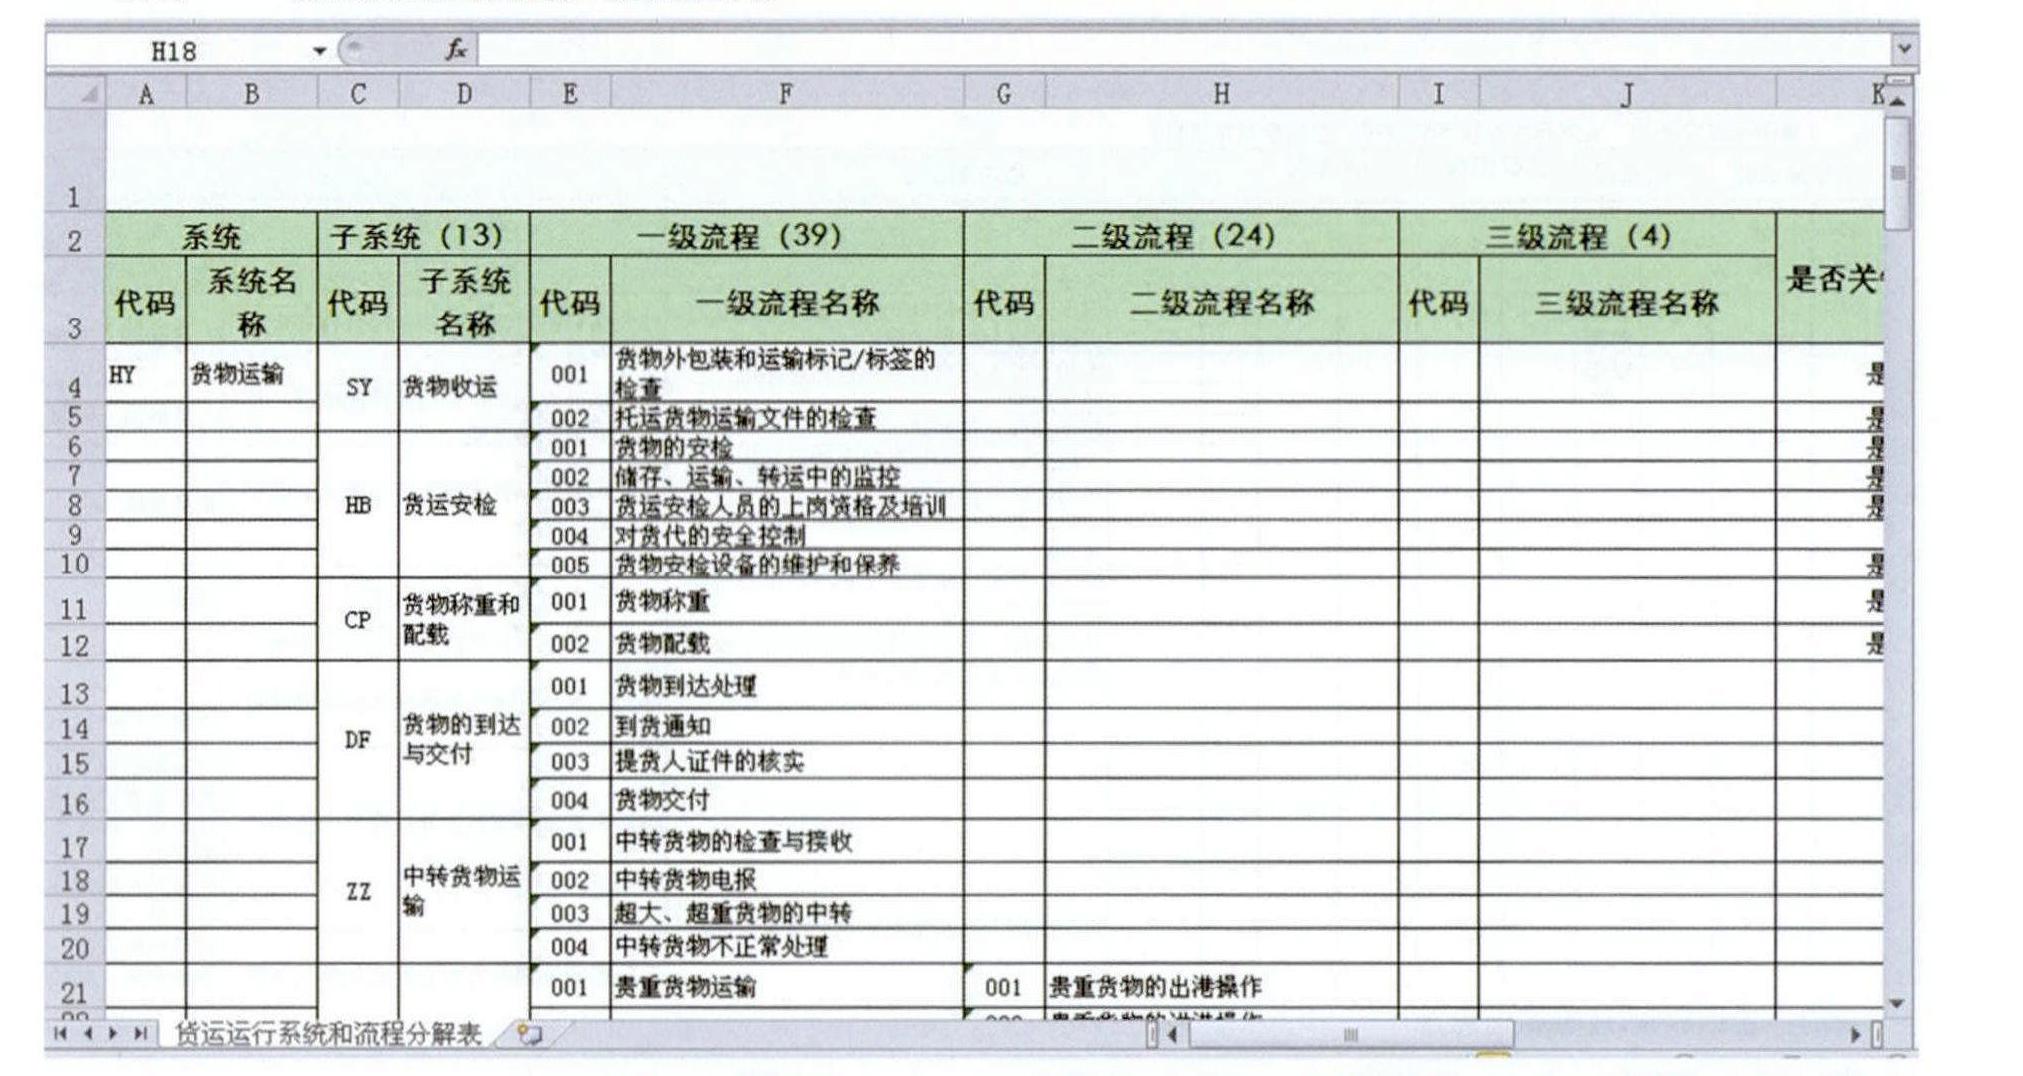 H18 fx
A B C D E F G H I J K
1
2 系统 子系统（13） 一级流程（39） 二级流程（24） 三级流程（4）
3 代码 系统名称 代码 子系统名称 代码 一级流程名称 代码 二级流程名称 代码 三级流程名称 是否关
4 HY 货物运输 SY 货物收运 001 货物外包装和运输标记/标签的检查 是
5 002 托运货物运输文件的检查 是
6 HB 货运安检 001 货物的安检 是
7 002 储存、运输、转运中的监控 是
8 003 货运安检人员的上岗资格及培训 是
9 004 对货代的安全控制
10 005 货物安检设备的维护和保养 是
11 CP 货物称重和配载 001 货物称重 是
12 002 货物配载 是
13 DF 货物的到达与交付 001 货物到达处理
14 002 到货通知
15 003 提货人证件的核实
16 004 货物交付
17 ZZ 中转货物运输 001 中转货物的检查与接收
18 002 中转货物电报
19 003 超大、超重货物的中转
20 004 中转货物不正常处理
21 001 贵重货物运输 001 贵重货物的出港操作
货运运行系统和流程分解表